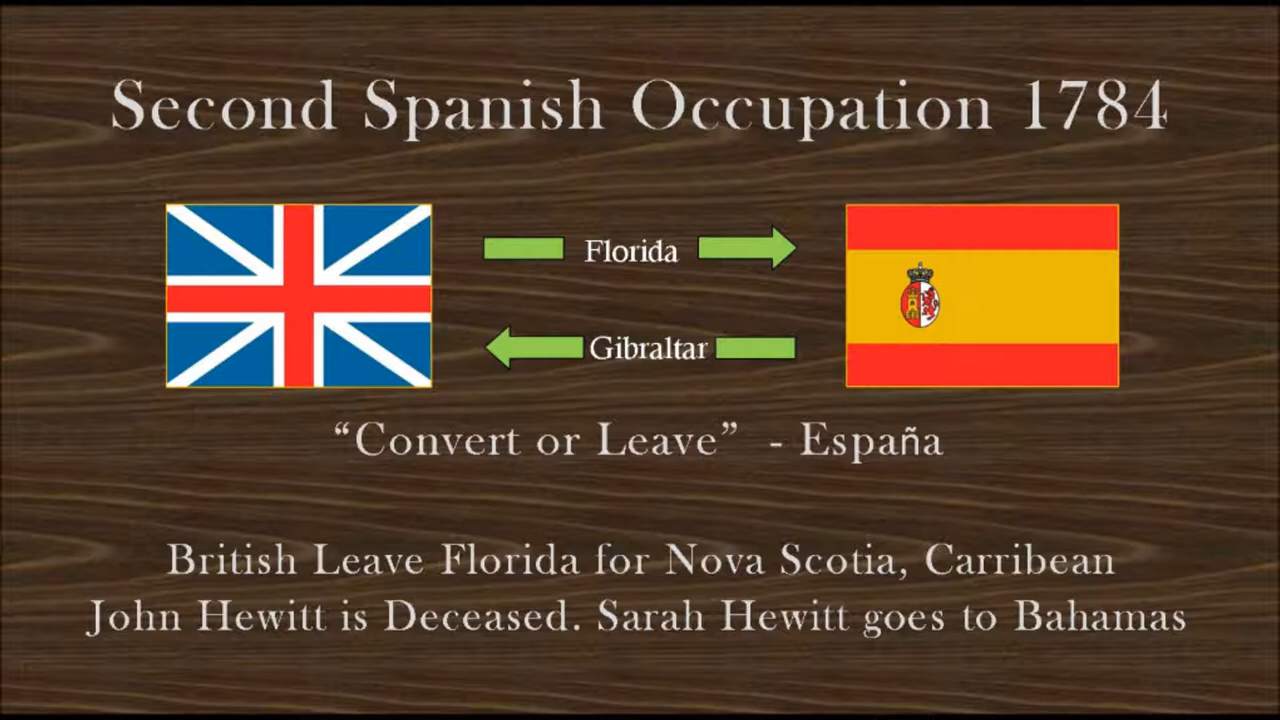 Second Spanish Occupation 1784
Florida
Gibraltar
“Convert or Leave” - España
British Leave Florida for Nova Scotia, Carribean
John Hewitt is Deceased. Sarah Hewitt goes to Bahamas